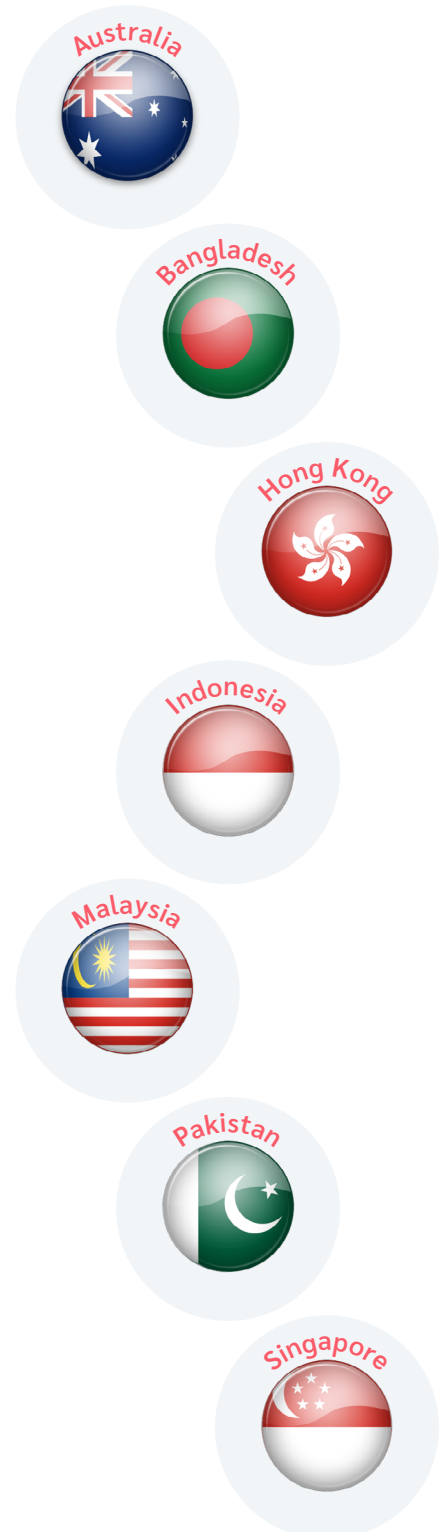 Australia
Bangladesh
Hong Kong
Indonesia
Malaysia
Pakistan
Singapore